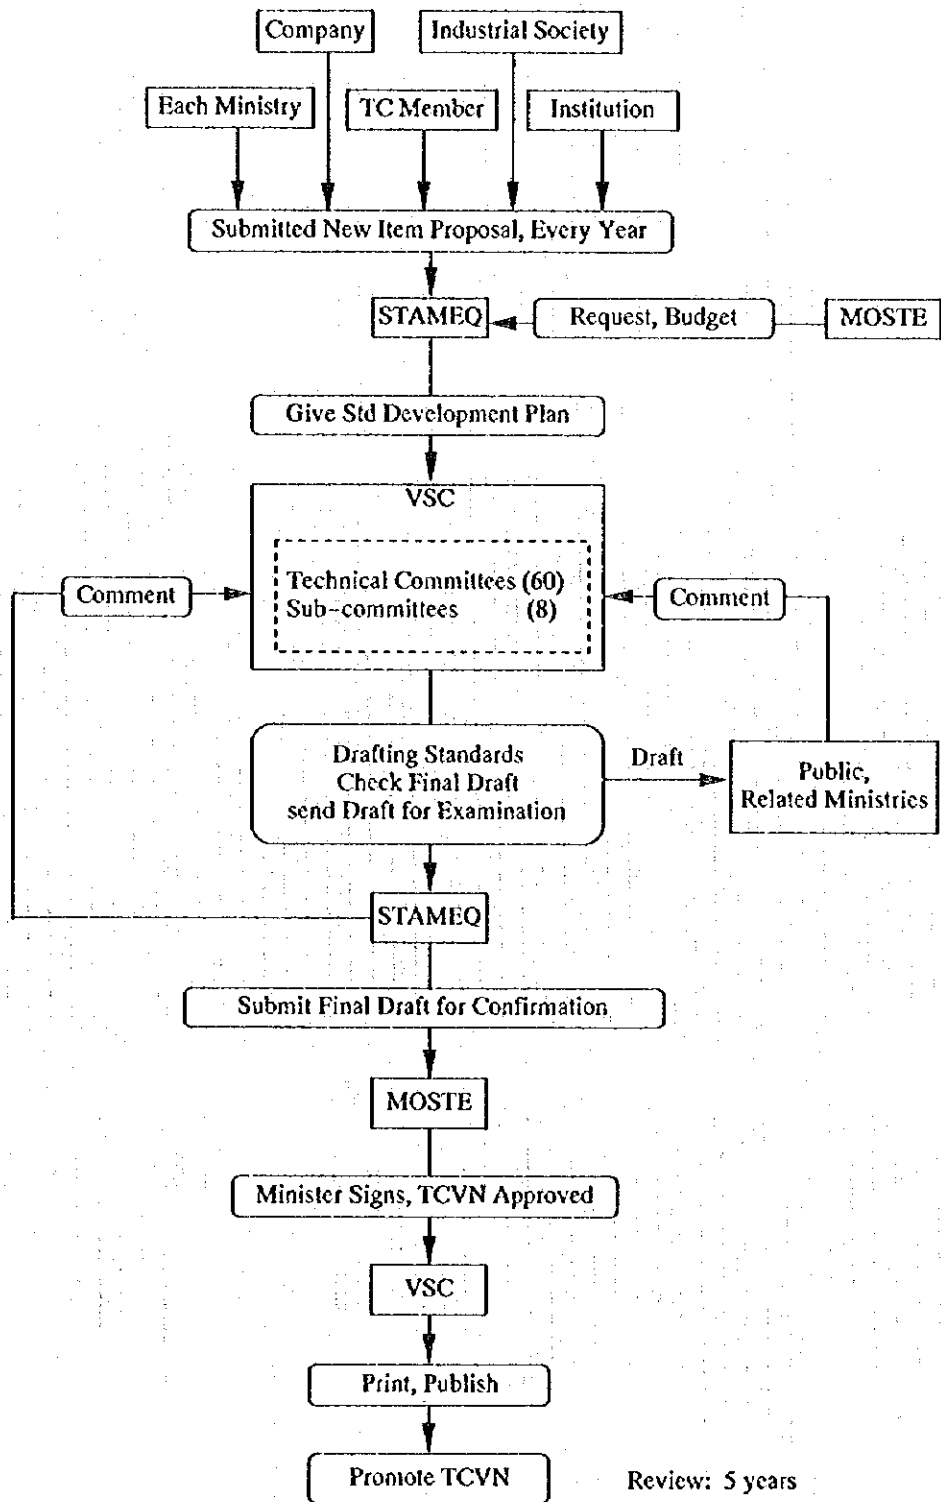 Company
Industrial Society
Each Ministry
TC Member
Institution
Submitted New Item Proposal, Every Year
STAMEQ
Request, Budget
MOSTE
Give Std Development Plan
VSC
Technical Committees (60)
Sub-committees (8)
Comment
Comment
Drafting Standards
Check Final Draft
send Draft for Examination
Draft
Public,
Related Ministries
STAMEQ
Submit Final Draft for Confirmation
MOSTE
Minister Signs, TCVN Approved
VSC
Print, Publish
Promote TCVN
Review: 5 years